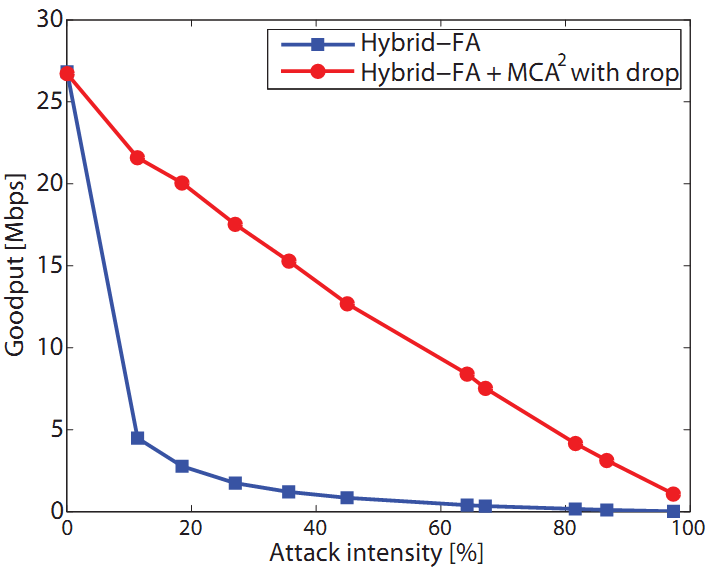 30
25
20
15
10
5
0
Goodput [Mbps]
Hybrid−FA
Hybrid−FA + MCA² with drop
0 20 40 60 80 100
Attack intensity [%]